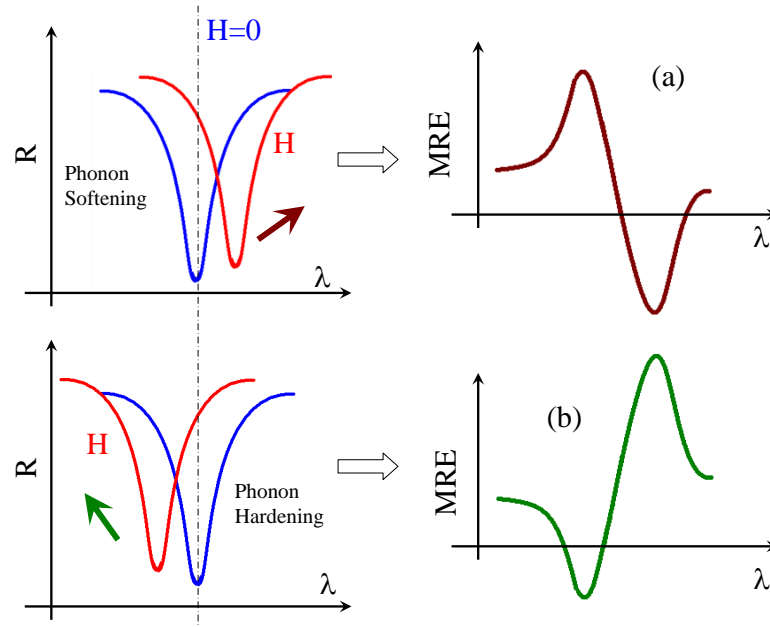 H=0
R
Phonon
Softening
H
λ
MRE
(a)
λ
R
H
Phonon
Hardening
λ
MRE
(b)
λ